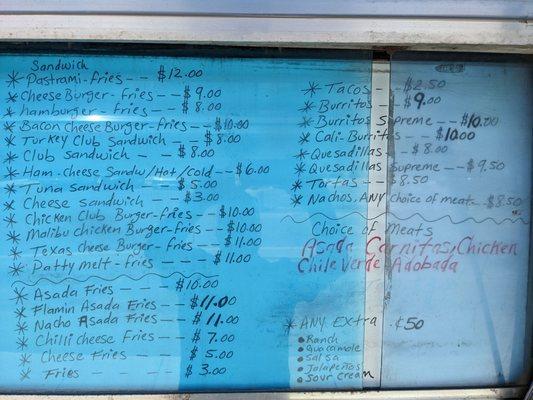 Sandwich
* Pastrami-fries -- $12.00
* Cheese Burger-fries --- $9.00
* hamburger-fries --- $8.00
* Bacon Cheese Burger-Fries -- $10.00
* Turkey Club Sandwich --- $8.00
* Club Sandwich --- $8.00
* Ham-cheese Sandw/Hot/Cold -- $6.00
* Tuna Sandwich --- $5.00
* Cheese Sandwich --- $3.00
* Chicken Club Burger-Fries -- $10.00
* Malibu chicken Burger-Fries -- $10.00
* Texas cheese Burger-Fries -- $11.00
* Patty melt-fries --- $11.00
* Asada Fries --- $10.00
* Flamin Asada Fries -- $11.00
* Nacho Asada Fries -- $11.00
* Chilli cheese Fries -- $7.00
* Cheese Fries --- $5.00
* Fries --- $3.00
* Tacos -- $2.50
* Burritos -- $9.00
* Burritos Supreme -- $10.00
* Cali-Burritos -- $10.00
* Quesadillas -- $8.00
* Quesadillas Supreme -- $9.50
* Tortas -- $8.50
* Nachos, ANY choice of meats - $8.50
Choice of Meats
Asada Carnitas, Chicken
Chile Verde Adobada
* ANY Extra .¢50
• Ranch
• Guacamole
• Salsa
• Jalapeños
• Sour Cream